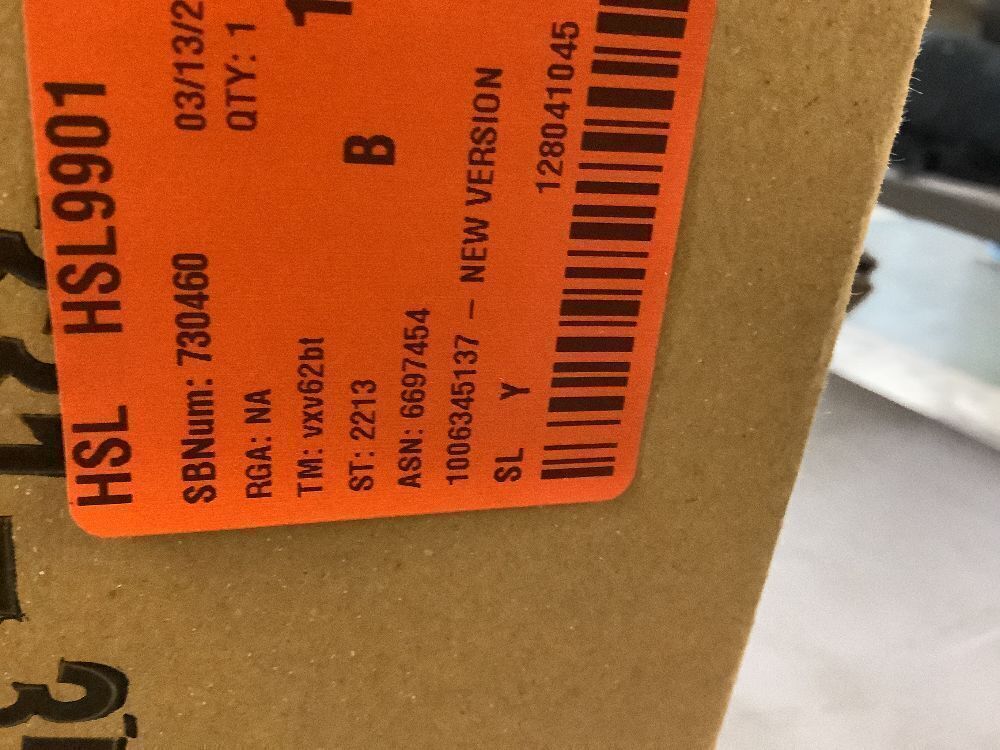 HSL HSL9901
SBNum: 730460 03/13/2
RGA: NA QTY: 1
TM: vxv62bt
ST: 2213 B
ASN: 6697454
1006345137 – NEW VERSION
SL Y 128041045